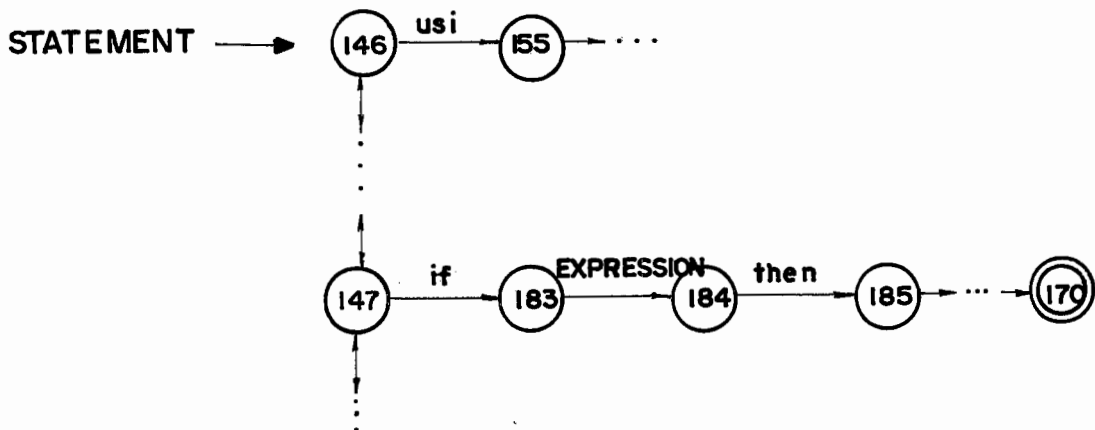 STATEMENT 146 usi 155 ...
147 if 183 EXPRESSION 184 then 185 ... 170